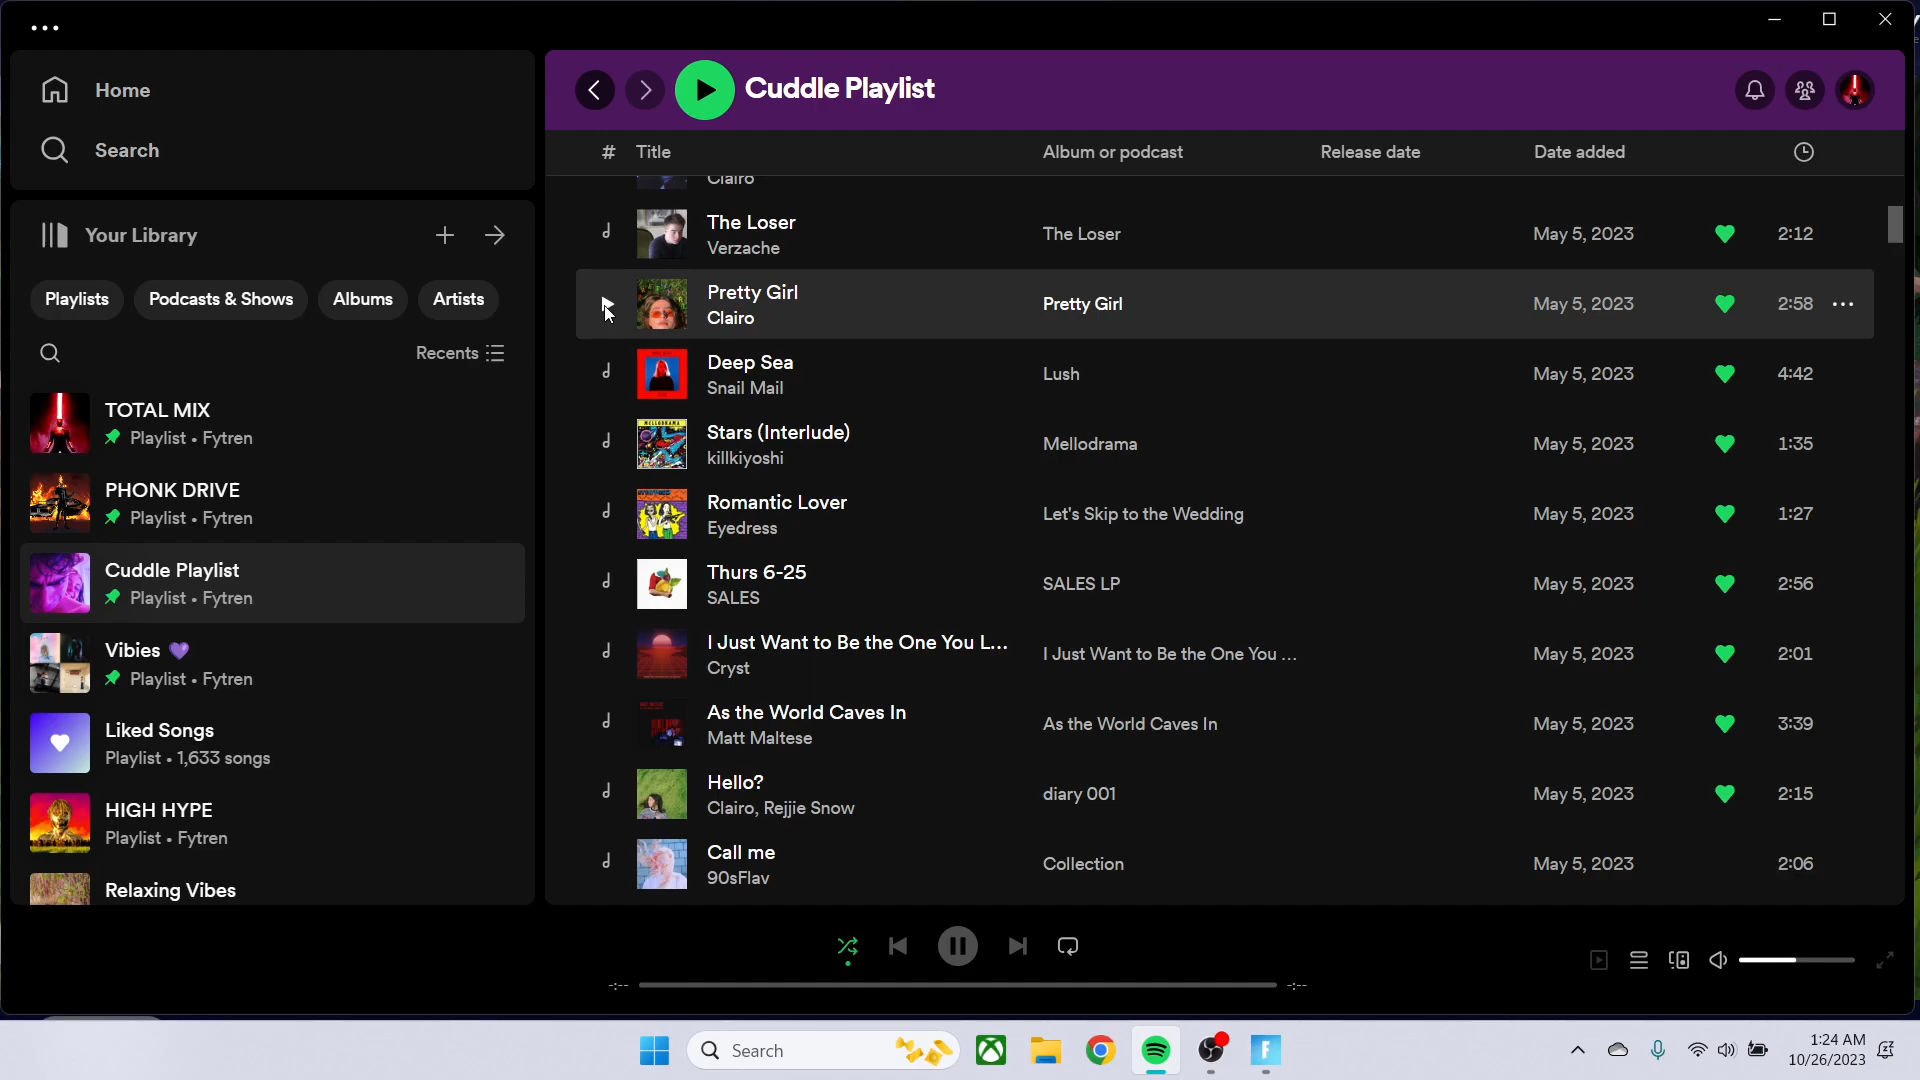 Home
Search
Your Library
Playlists
Podcasts & Shows
Albums
Artists
Recents
TOTAL MIX
Playlist • Fytren
PHONK DRIVE
Playlist • Fytren
Cuddle Playlist
Playlist • Fytren
Vibies 💜
Playlist • Fytren
Liked Songs
Playlist • 1,633 songs
HIGH HYPE
Playlist • Fytren
Relaxing Vibes
Cuddle Playlist
# Title Album or podcast Release date Date added
Clairo
The Loser
Verzache
The Loser May 5, 2023 2:12
Pretty Girl
Clairo
Pretty Girl May 5, 2023 2:58
Deep Sea
Snail Mail
Lush May 5, 2023 4:42
Stars (Interlude)
killkiyoshi
Mellodrama May 5, 2023 1:35
MELLODRAMA
Romantic Lover
Eyedress
Let's Skip to the Wedding May 5, 2023 1:27
Thurs 6-25
SALES
SALES LP May 5, 2023 2:56
I Just Want to Be the One You L...
Cryst
I Just Want to Be the One You ... May 5, 2023 2:01
As the World Caves In
Matt Maltese
As the World Caves In May 5, 2023 3:39
Hello?
Clairo, Rejjie Snow
diary 001 May 5, 2023 2:15
Call me
90sFlav
Collection May 5, 2023 2:06
-:-- -:--
Search
F
1:24 AM
10/26/2023